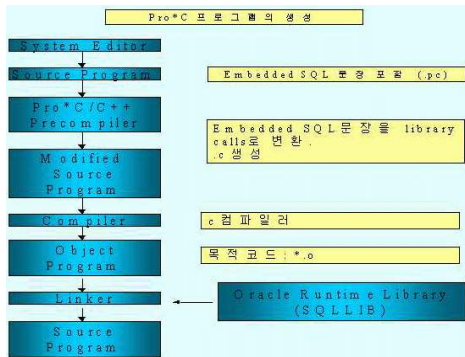 Pro*C 프로그램의 생성
System Editor
Source Program
Embedded SQL 문장 포함 (.pc)
Pro*C/C++
Precompiler
Embedded SQL문장을 library
calls로 변환.
.c 생성
Modified
Source
Program
Compiler
c 컴파일러
Object
Program
목적코드 : *.o
Linker
Oracle Runtime Library
(SQLLIB)
Source
Program